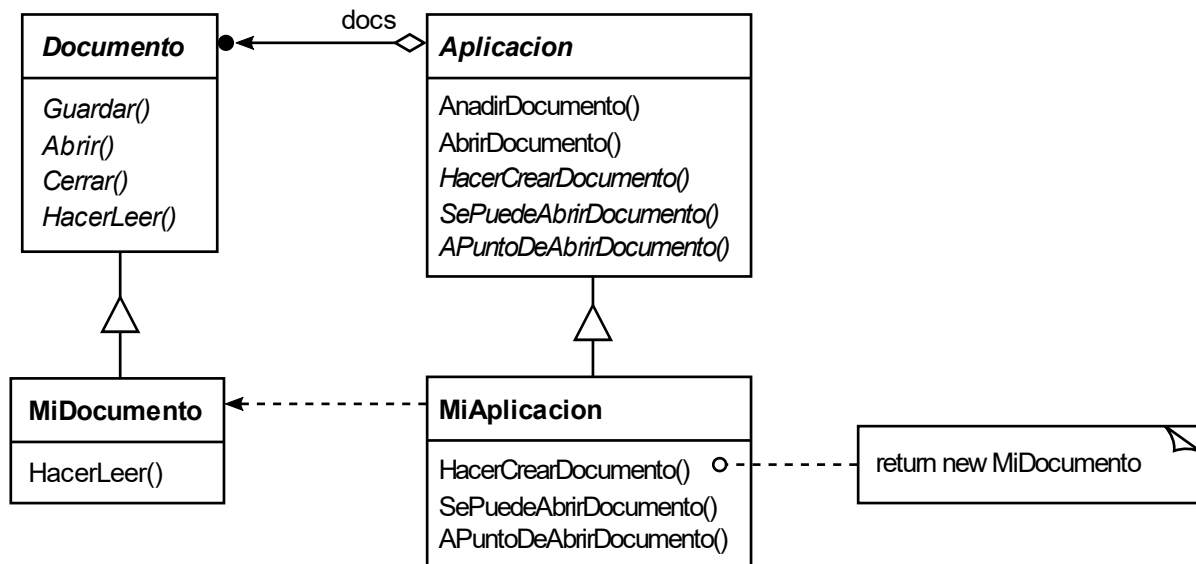 docs
Documento
Guardar()
Abrir()
Cerrar()
HacerLeer()
Aplicacion
AnadirDocumento()
AbrirDocumento()
HacerCrearDocumento()
SePuedeAbrirDocumento()
APuntoDeAbrirDocumento()
MiDocumento
HacerLeer()
MiAplicacion
HacerCrearDocumento()
SePuedeAbrirDocumento()
APuntoDeAbrirDocumento()
return new MiDocumento